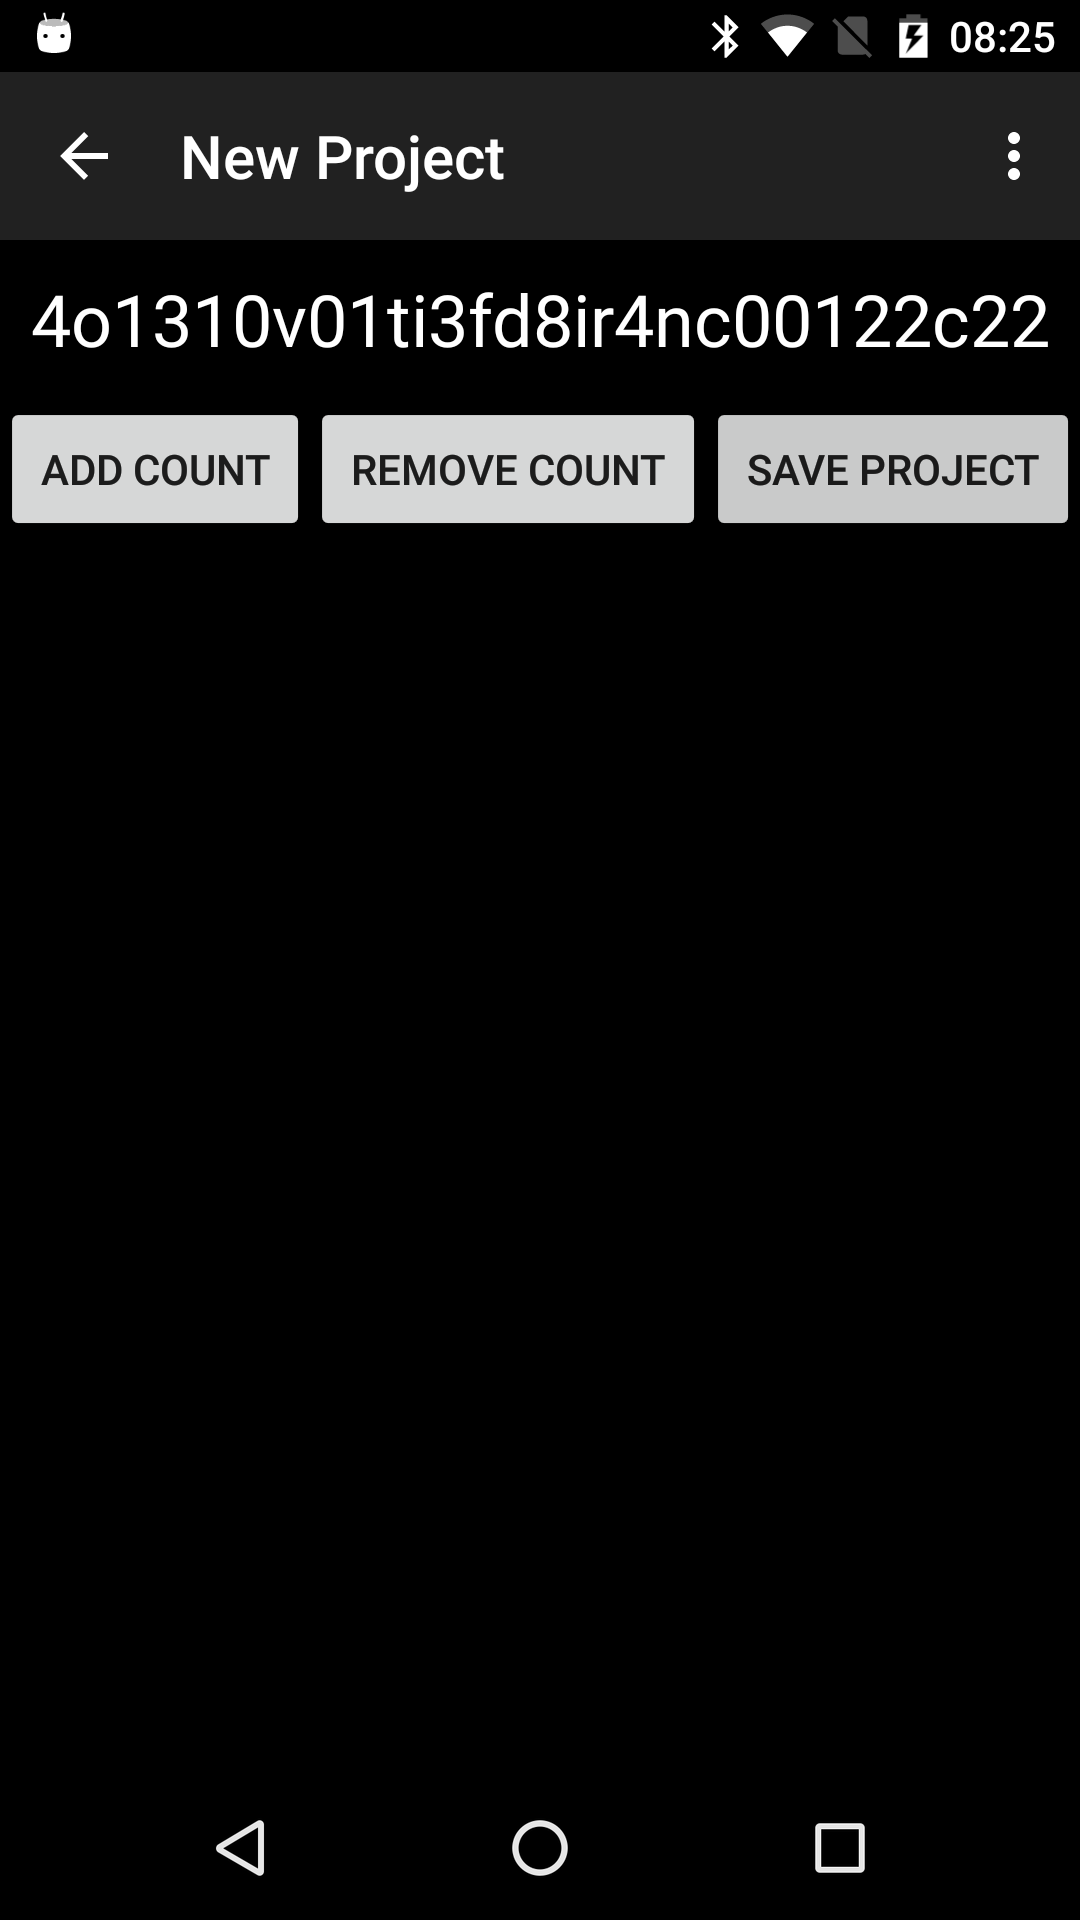 08:25
New Project
4o1310v01ti3fd8ir4nc00122c22
ADD COUNT
REMOVE COUNT
SAVE PROJECT